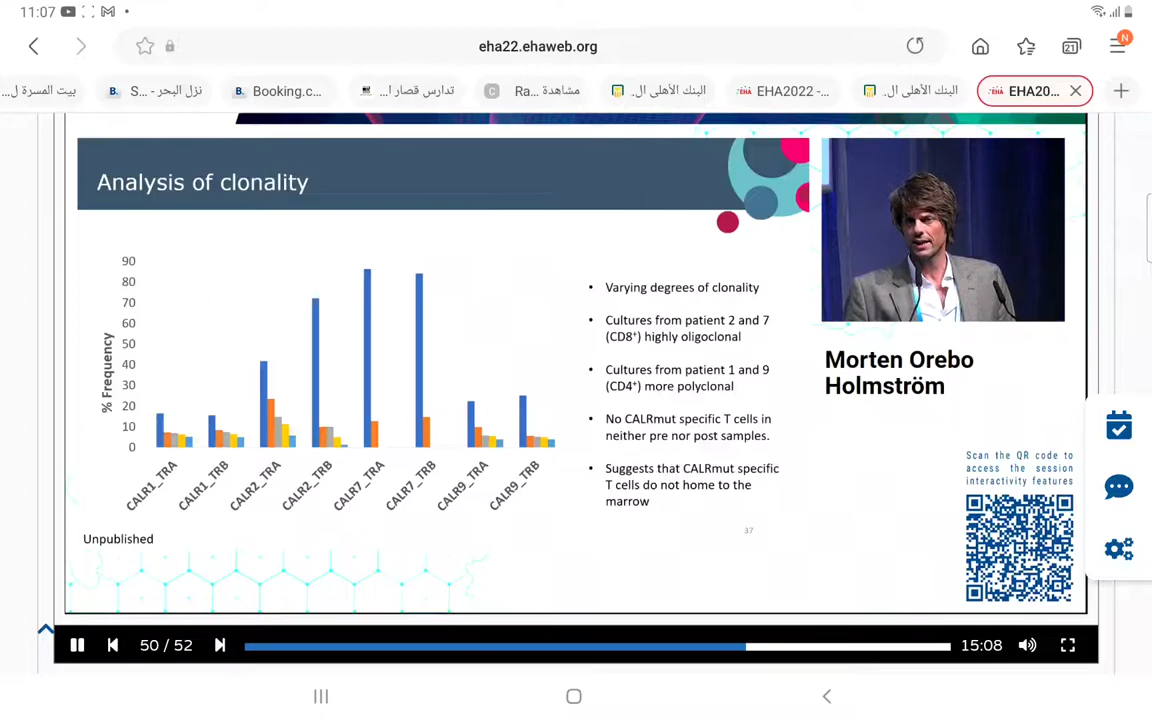 11:07
eha22.ehaweb.org
21
N
بيت المسرة ل...
B. S... - نزل البحر
B. Booking.c...
تدارس قصار ا...
C Ra... مشاهدة
البنك الأهلي ال...
EHA EHA2022 -...
البنك الأهلي ال...
EHA EHA20...
Analysis of clonality
% Frequency
90
80
70
60
50
40
30
20
10
0
CALR1_TRA
CALR1_TRB
CALR2_TRA
CALR2_TRB
CALR7_TRA
CALR7_TRB
CALR9_TRA
CALR9_TRB
• Varying degrees of clonality
• Cultures from patient 2 and 7
(CD8⁺) highly oligoclonal
• Cultures from patient 1 and 9
(CD4⁺) more polyclonal
• No CALRmut specific T cells in
neither pre nor post samples.
• Suggests that CALRmut specific
T cells do not home to the
marrow
37
Unpublished
Morten Orebo
Holmström
Scan the QR code to
access the session
interactivity features
50 / 52
15:08